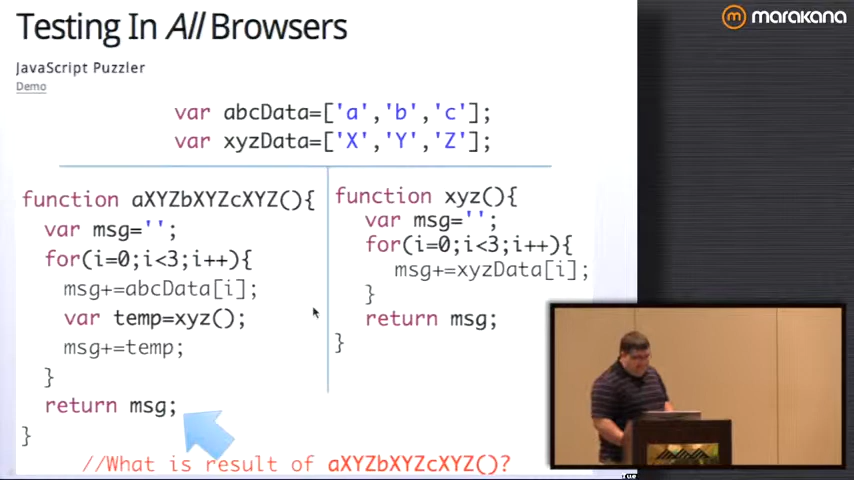 Testing In All Browsers
marakana
JavaScript Puzzler
Demo
var abcData=['a','b','c'];
var xyzData=['X','Y','Z'];
function aXYZbXYZcXYZ(){
var msg='';
for(i=0;i<3;i++){
msg+=abcData[i];
var temp=xyz();
msg+=temp;
}
return msg;
}
function xyz(){
var msg='';
for(i=0;i<3;i++){
msg+=xyzData[i];
}
return msg;
}
//What is result of aXYZbXYZcXYZ()?